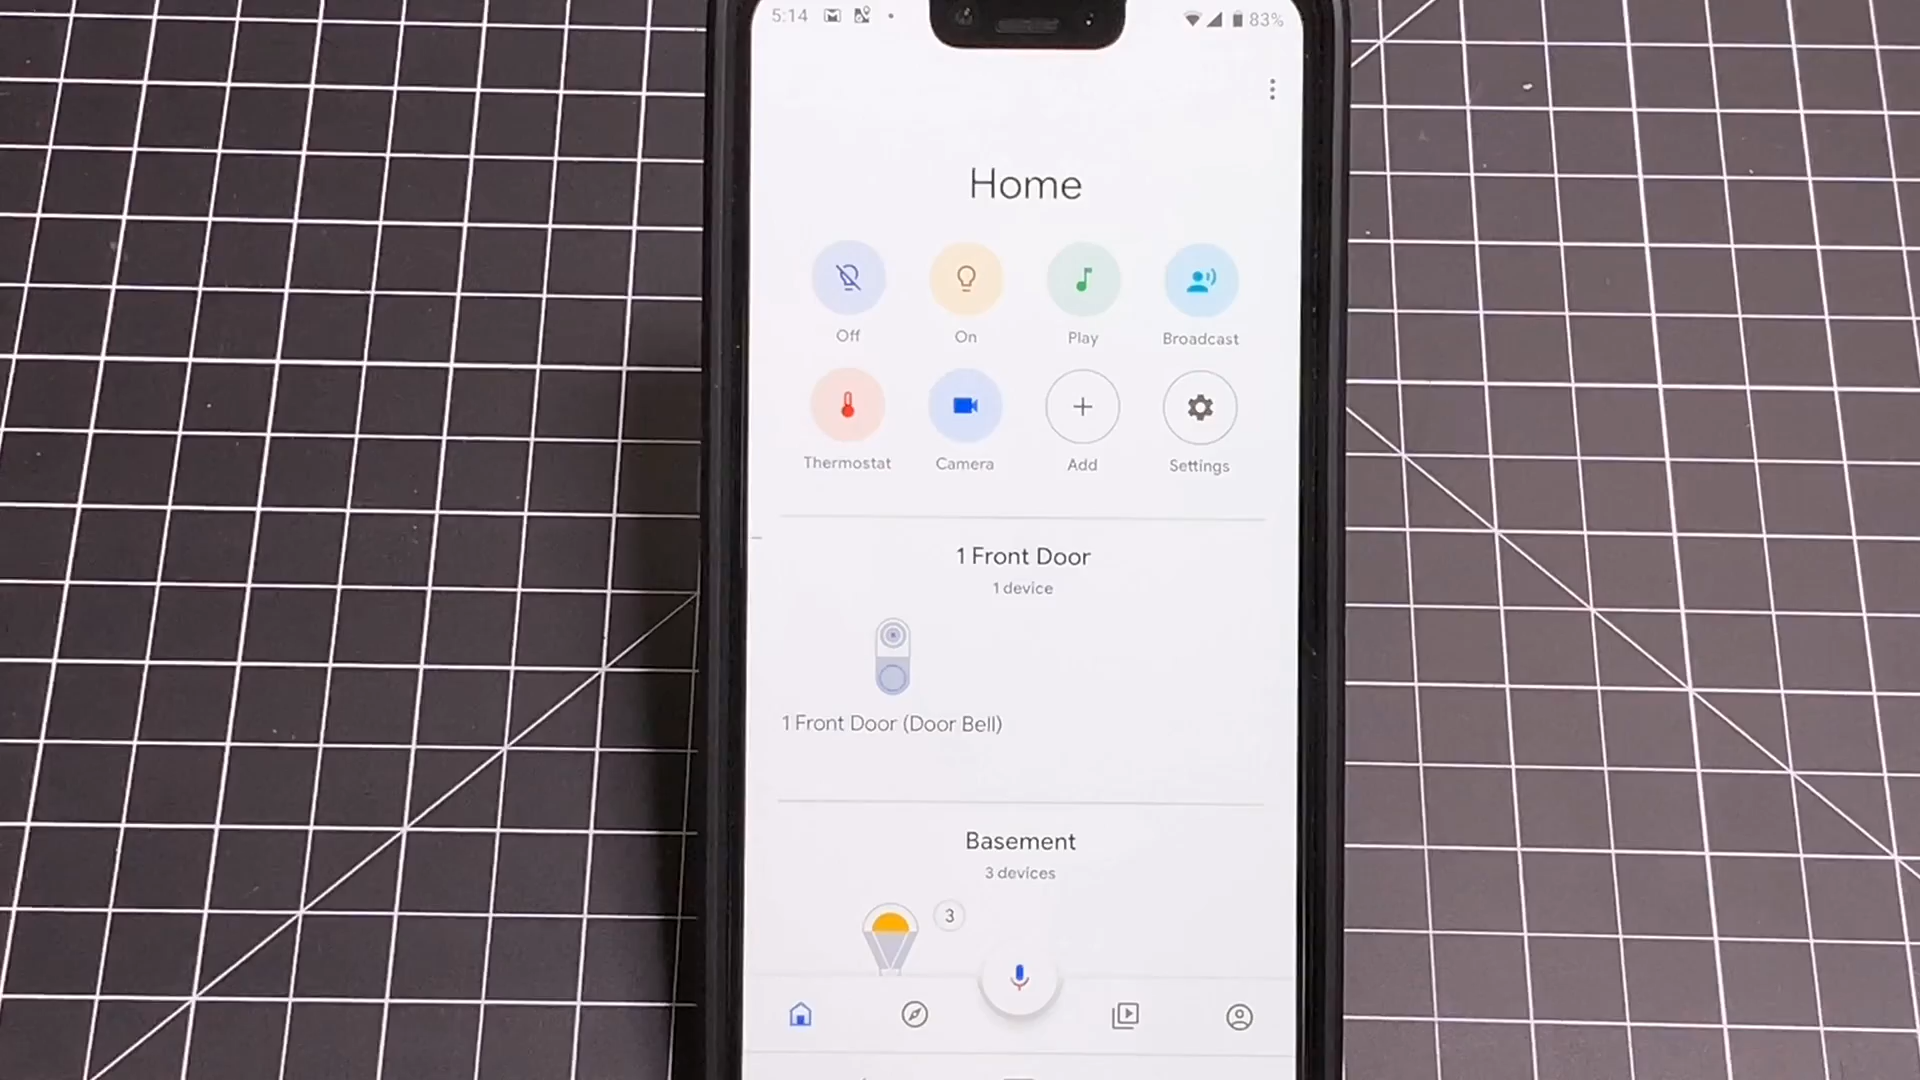 5:14
83%
Home
Off
On
Play
Broadcast
Thermostat
Camera
Add
Settings
1 Front Door
1 device
1 Front Door (Door Bell)
Basement
3 devices
3